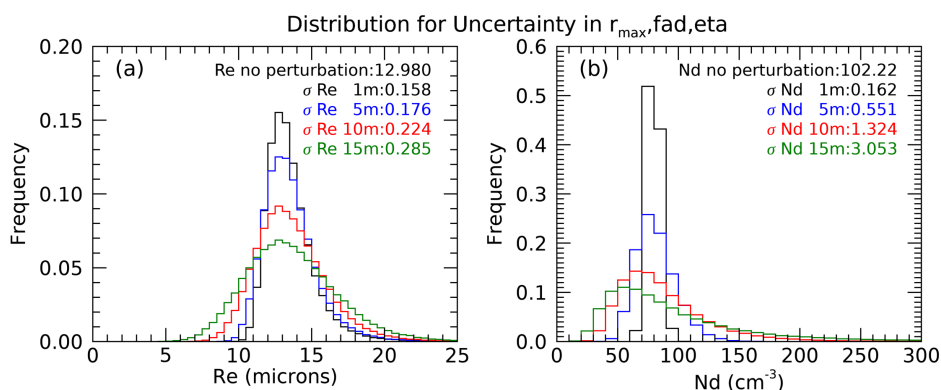 Distribution for Uncertainty in rmax,fad,eta
(a)
Re no perturbation:12.980
σ Re 1m:0.158
σ Re 5m:0.176
σ Re 10m:0.224
σ Re 15m:0.285
Frequency
0.20
0.15
0.10
0.05
0.00
0 5 10 15 20 25
Re (microns)
(b)
Nd no perturbation:102.22
σ Nd 1m:0.162
σ Nd 5m:0.551
σ Nd 10m:1.324
σ Nd 15m:3.053
Frequency
0.6
0.5
0.4
0.3
0.2
0.1
0.0
0 50 100 150 200 250 300
Nd (cm-3)